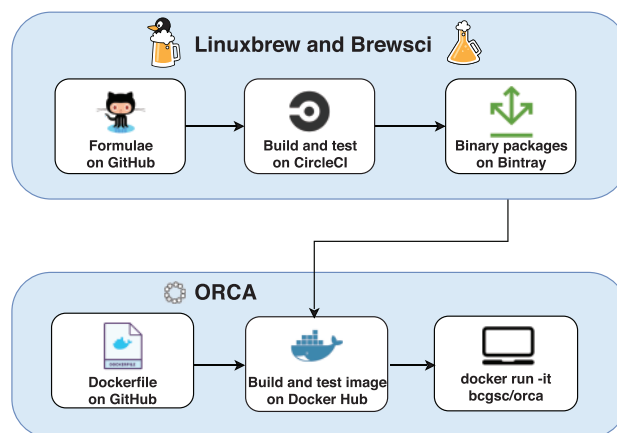 Linuxbrew and Brewsci
Formulae
on GitHub
Build and test
on CircleCI
Binary packages
on Bintray
ORCA
DOCKERFILE
Dockerfile
on GitHub
Build and test image
on Docker Hub
docker run -it
bcgsc/orca